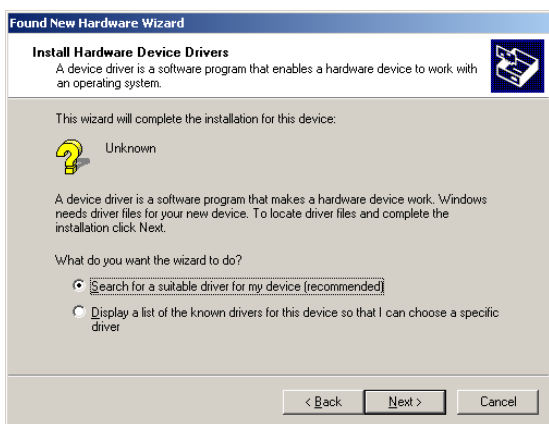 Found New Hardware Wizard
Install Hardware Device Drivers
A device driver is a software program that enables a hardware device to work with
an operating system.
This wizard will complete the installation for this device:
Unknown
A device driver is a software program that makes a hardware device work. Windows
needs driver files for your new device. To locate driver files and complete the
installation click Next.
What do you want the wizard to do?
Search for a suitable driver for my device (recommended)
Display a list of the known drivers for this device so that I can choose a specific
driver
< Back
Next >
Cancel